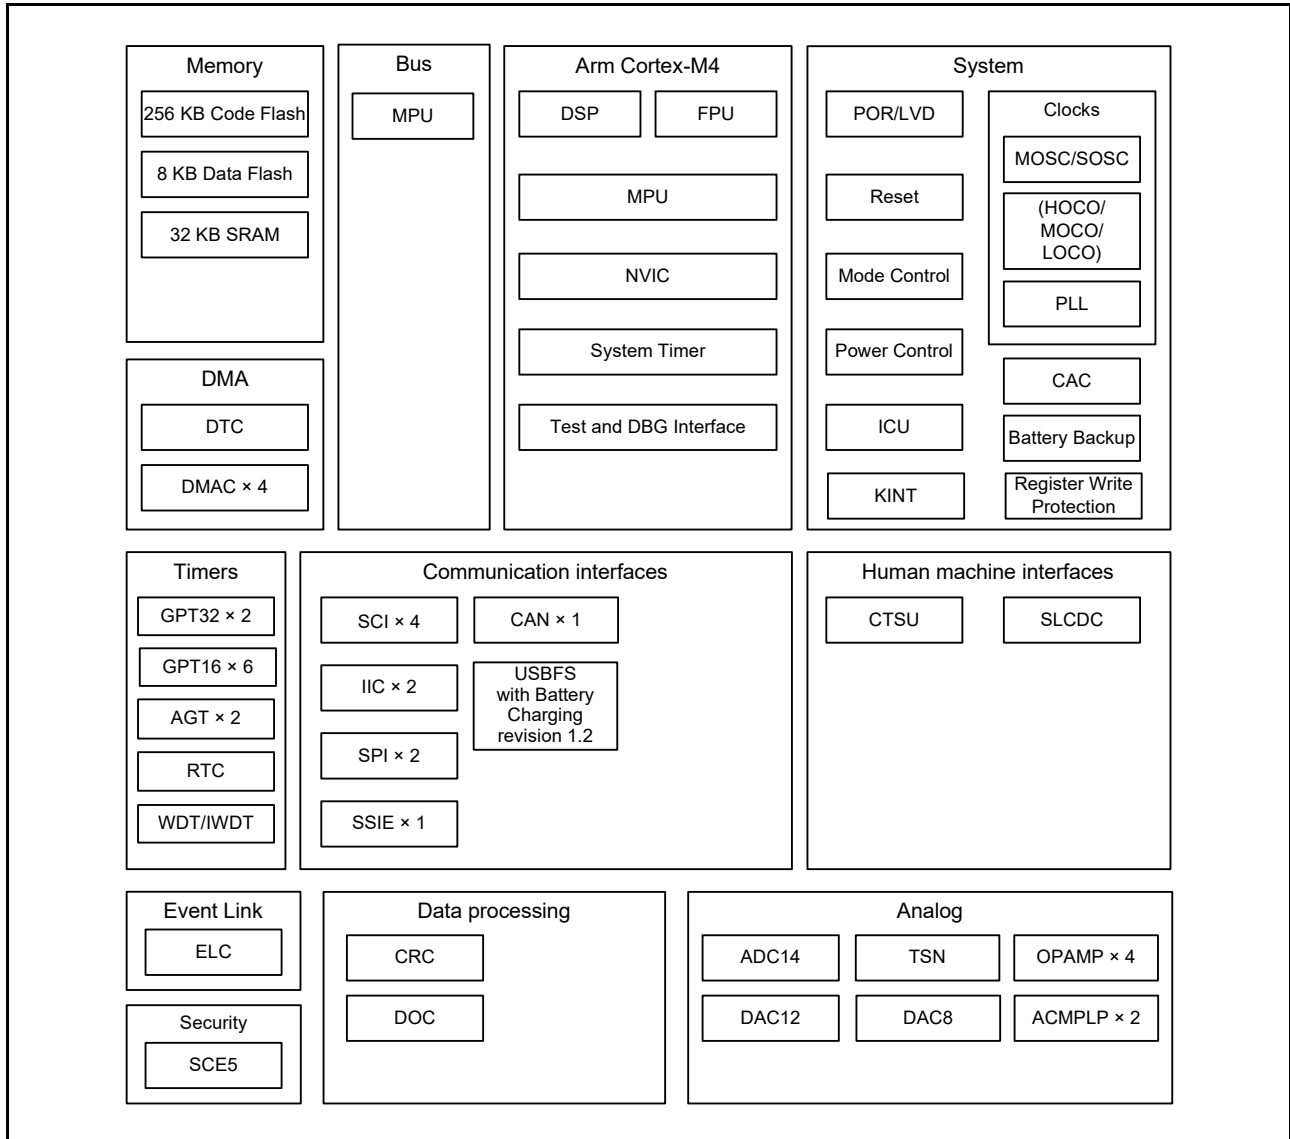 Memory
256 KB Code Flash
8 KB Data Flash
32 KB SRAM
DMA
DTC
DMAC × 4
Bus
MPU
Arm Cortex-M4
DSP
FPU
MPU
NVIC
System Timer
Test and DBG Interface
System
POR/LVD
Reset
Mode Control
Power Control
ICU
KINT
Clocks
MOSC/SOSC
(HOCO/
MOCO/
LOCO)
PLL
CAC
Battery Backup
Register Write
Protection
Timers
GPT32 × 2
GPT16 × 6
AGT × 2
RTC
WDT/IWDT
Communication interfaces
SCI × 4
IIC × 2
SPI × 2
SSIE × 1
CAN × 1
USBFS
with Battery
Charging
revision 1.2
Human machine interfaces
CTSU
SLCDC
Event Link
ELC
Security
SCE5
Data processing
CRC
DOC
Analog
ADC14
TSN
OPAMP × 4
DAC12
DAC8
ACMPLP × 2